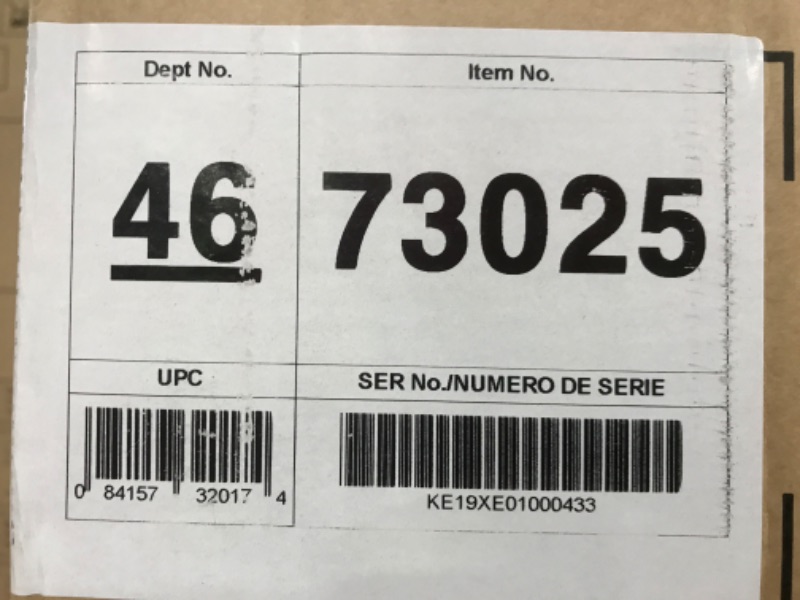 Dept No. Item No.
46 73025
UPC SER No./NUMERO DE SERIE
0 84157 32017 4
KE19XE01000433